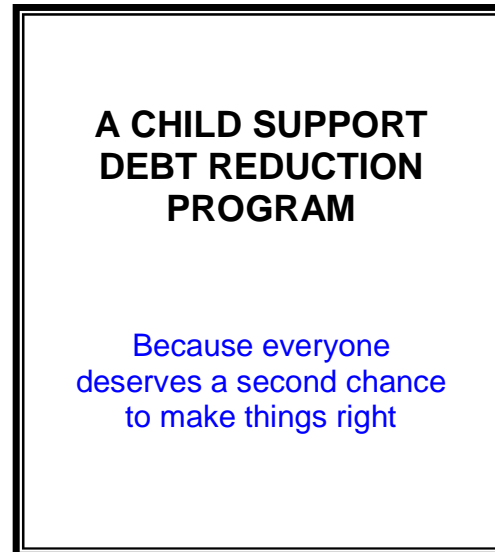 A CHILD SUPPORT
DEBT REDUCTION
PROGRAM
Because everyone
deserves a second chance
to make things right